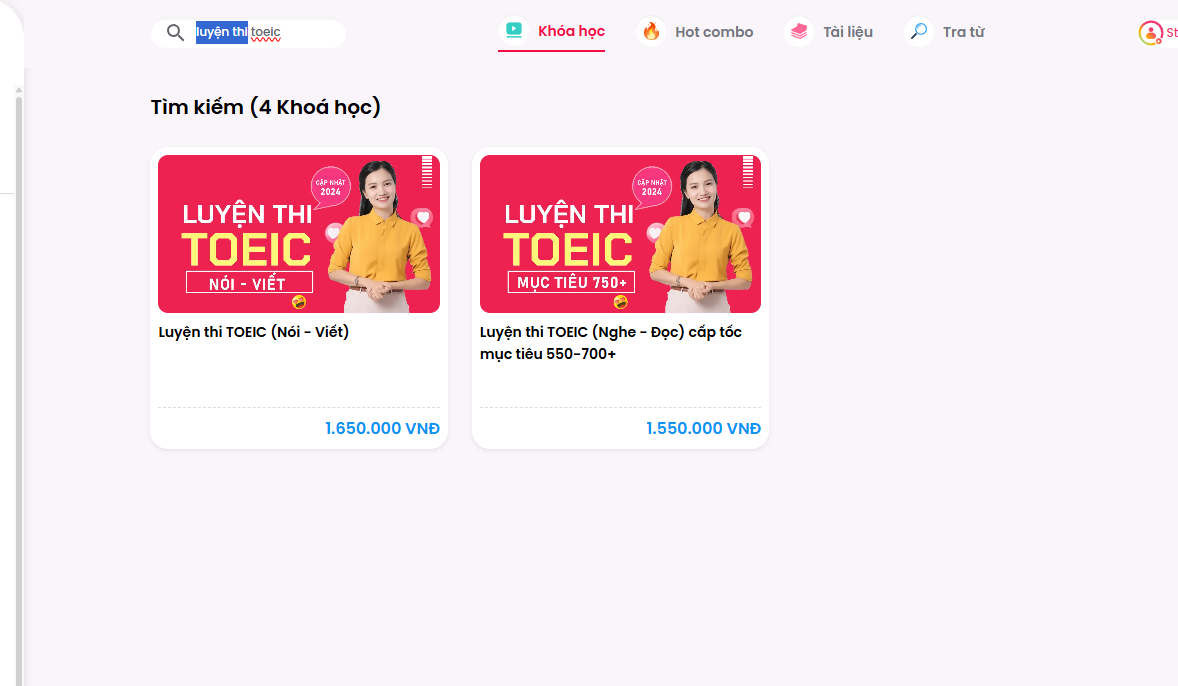 luyện thi toeic
Khóa học
Hot combo
Tài liệu
Tra từ
St
Tìm kiếm (4 Khoá học)
CẬP NHẬT
2024
LUYỆN THI
TOEIC
NÓI - VIẾT
Luyện thi TOEIC (Nói - Viết)
1.650.000 VNĐ
CẬP NHẬT
2024
LUYỆN THI
TOEIC
MỤC TIÊU 750+
Luyện thi TOEIC (Nghe - Đọc) cấp tốc
mục tiêu 550-700+
1.550.000 VNĐ